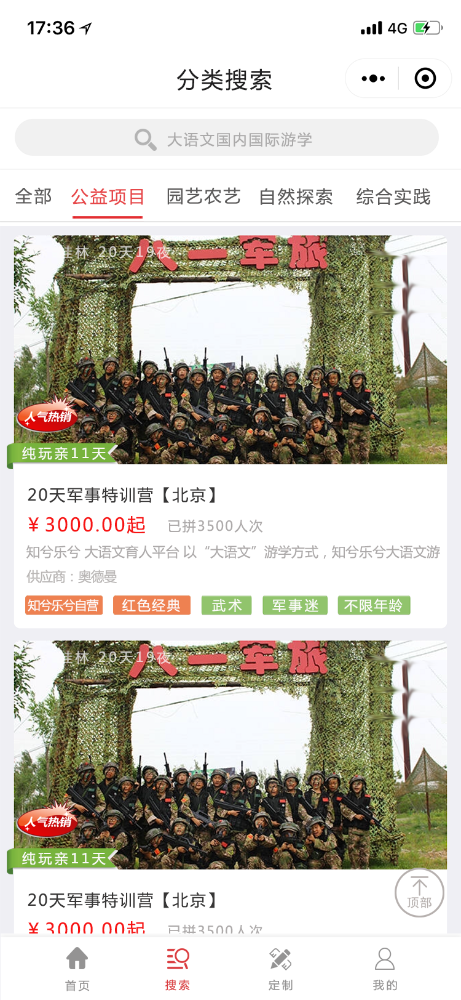 17:36
4G
分类搜索
大语文国内国际游学
全部 公益项目 园艺农艺 自然探索 综合实践
桂林 20天19夜
八一军旅
人气热销
纯玩亲11天
20天军事特训营【北京】
¥3000.00起 已拼3500人次
知兮乐兮 大语文育人平台 以“大语文”游学方式，知兮乐兮大语文游
供应商：奥德曼
知兮乐兮自营 红色经典 武术 军事迷 不限年龄
桂林 20天19夜
八一军旅
人气热销
纯玩亲11天
20天军事特训营【北京】
顶部
¥3000.00起 已拼3500人次
首页 搜索 定制 我的